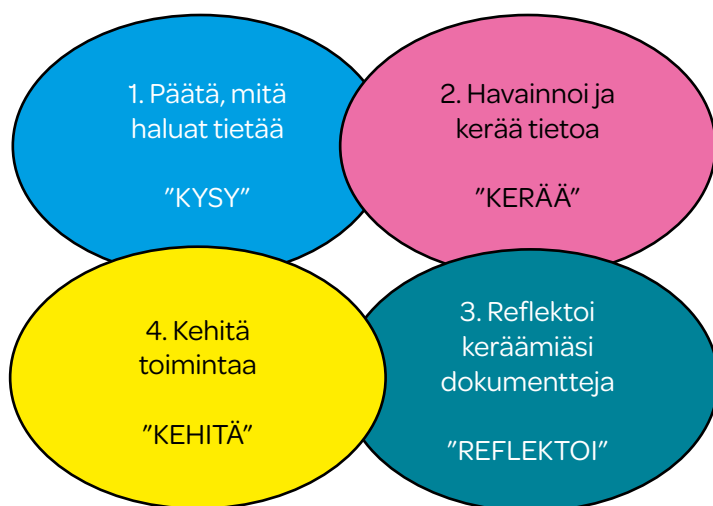 1. Päätä, mitä
haluat tietää
”KYSY”
2. Havainnoi ja
kerää tietoa
”KERÄÄ”
3. Reflektoi
keräämiäsi
dokumentteja
”REFLEKTOI”
4. Kehitä
toimintaa
”KEHITÄ”